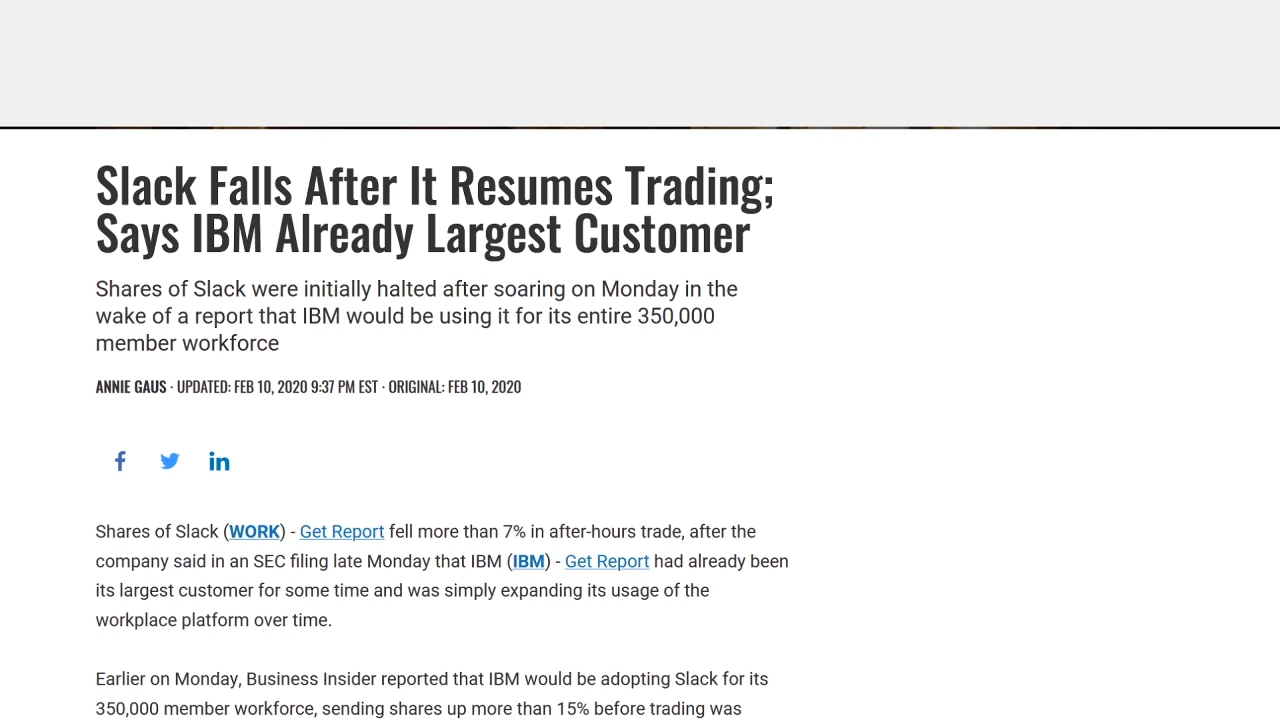 Slack Falls After It Resumes Trading;
Says IBM Already Largest Customer
Shares of Slack were initially halted after soaring on Monday in the
wake of a report that IBM would be using it for its entire 350,000
member workforce
ANNIE GAUS · UPDATED: FEB 10, 2020 9:37 PM EST · ORIGINAL: FEB 10, 2020
Shares of Slack (WORK) - Get Report fell more than 7% in after-hours trade, after the
company said in an SEC filing late Monday that IBM (IBM) - Get Report had already been
its largest customer for some time and was simply expanding its usage of the
workplace platform over time.
Earlier on Monday, Business Insider reported that IBM would be adopting Slack for its
350,000 member workforce, sending shares up more than 15% before trading was